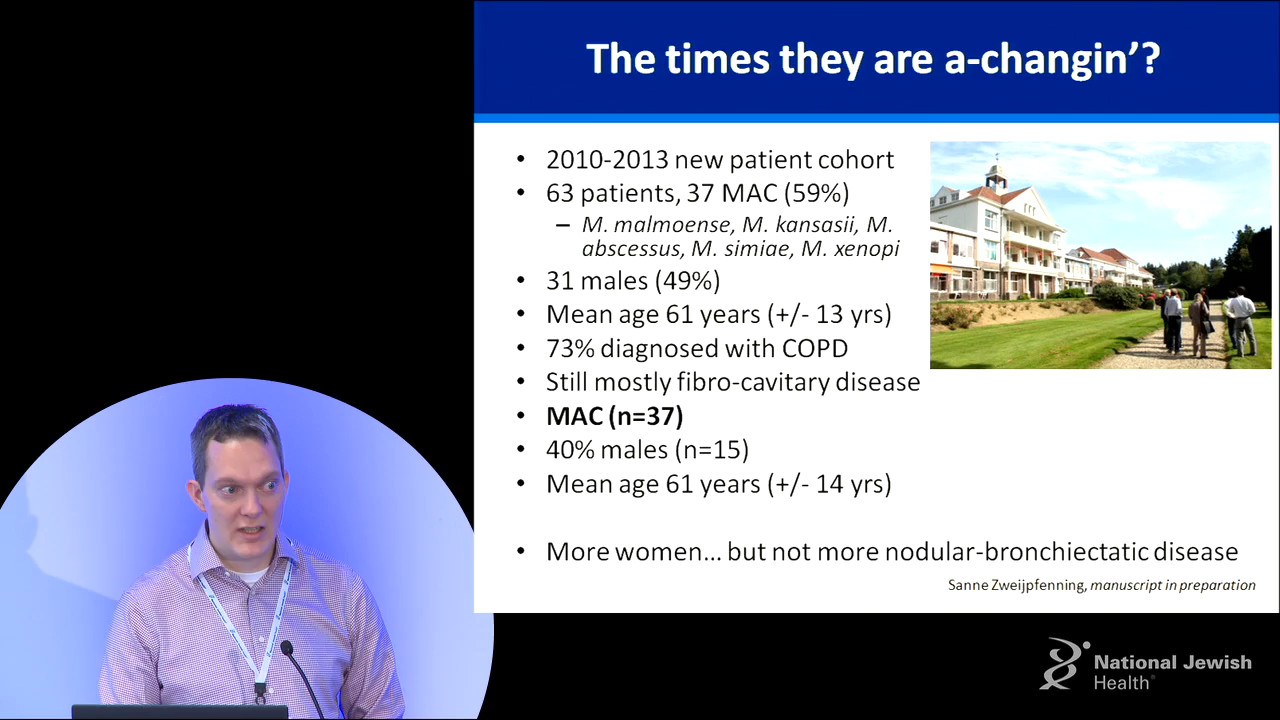 The times they are a-changin’?
• 2010-2013 new patient cohort
• 63 patients, 37 MAC (59%)
– M. malmoense, M. kansasii, M.
abscessus, M. simiae, M. xenopi
• 31 males (49%)
• Mean age 61 years (+/- 13 yrs)
• 73% diagnosed with COPD
• Still mostly fibro-cavitary disease
• MAC (n=37)
• 40% males (n=15)
• Mean age 61 years (+/- 14 yrs)
• More women... but not more nodular-bronchiectatic disease
Sanne Zweijpfenning, manuscript in preparation
National Jewish
Health®